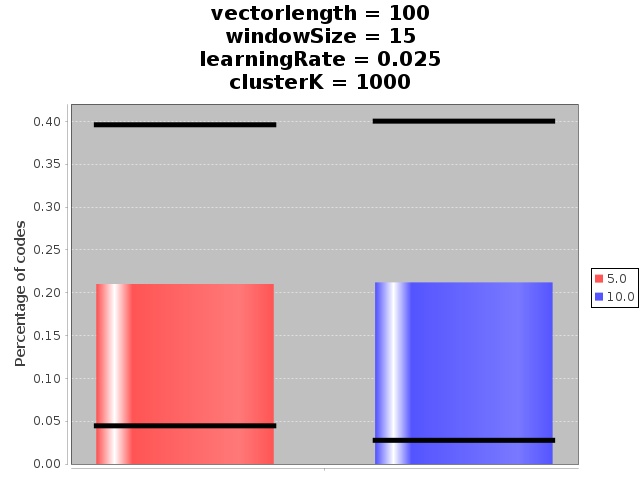 vectorlength = 100
windowSize = 15
learningRate = 0.025
clusterK = 1000
Percentage of codes
0.40
0.35
0.30
0.25
0.20
0.15
0.10
0.05
0.00
5.0
10.0